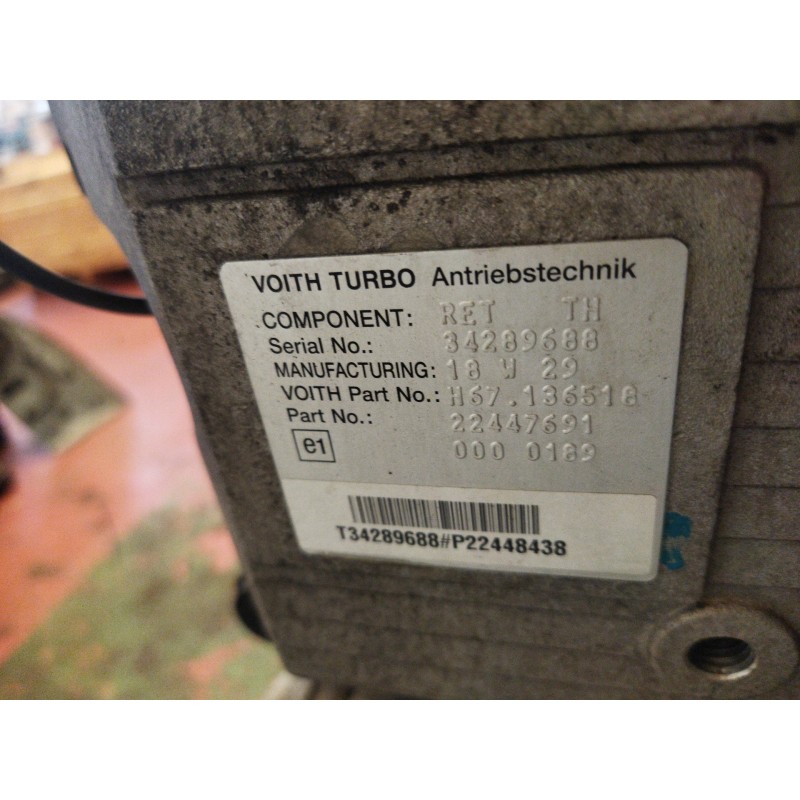 VOITH TURBO Antriebstechnik
COMPONENT: RET TH
Serial No.: 34289688
MANUFACTURING: 18 W 29
VOITH Part No.: H67.136518
Part No.: 22447691
e1 000 0189
T34289688#P22448438